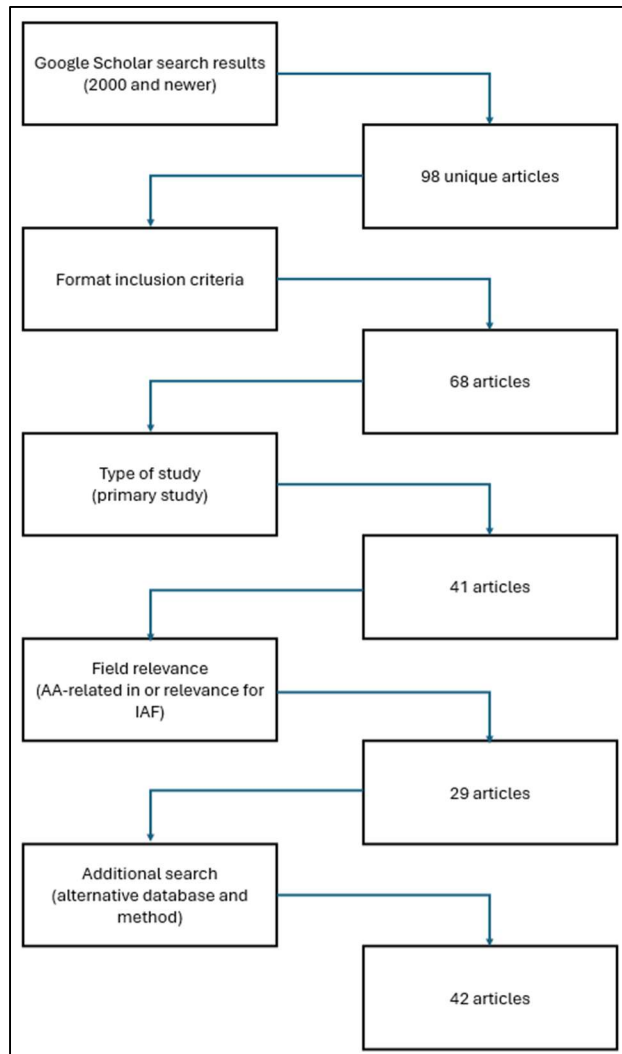 Google Scholar search results
(2000 and newer)
98 unique articles
Format inclusion criteria
68 articles
Type of study
(primary study)
41 articles
Field relevance
(AA-related in or relevance for
IAF)
29 articles
Additional search
(alternative database and
method)
42 articles